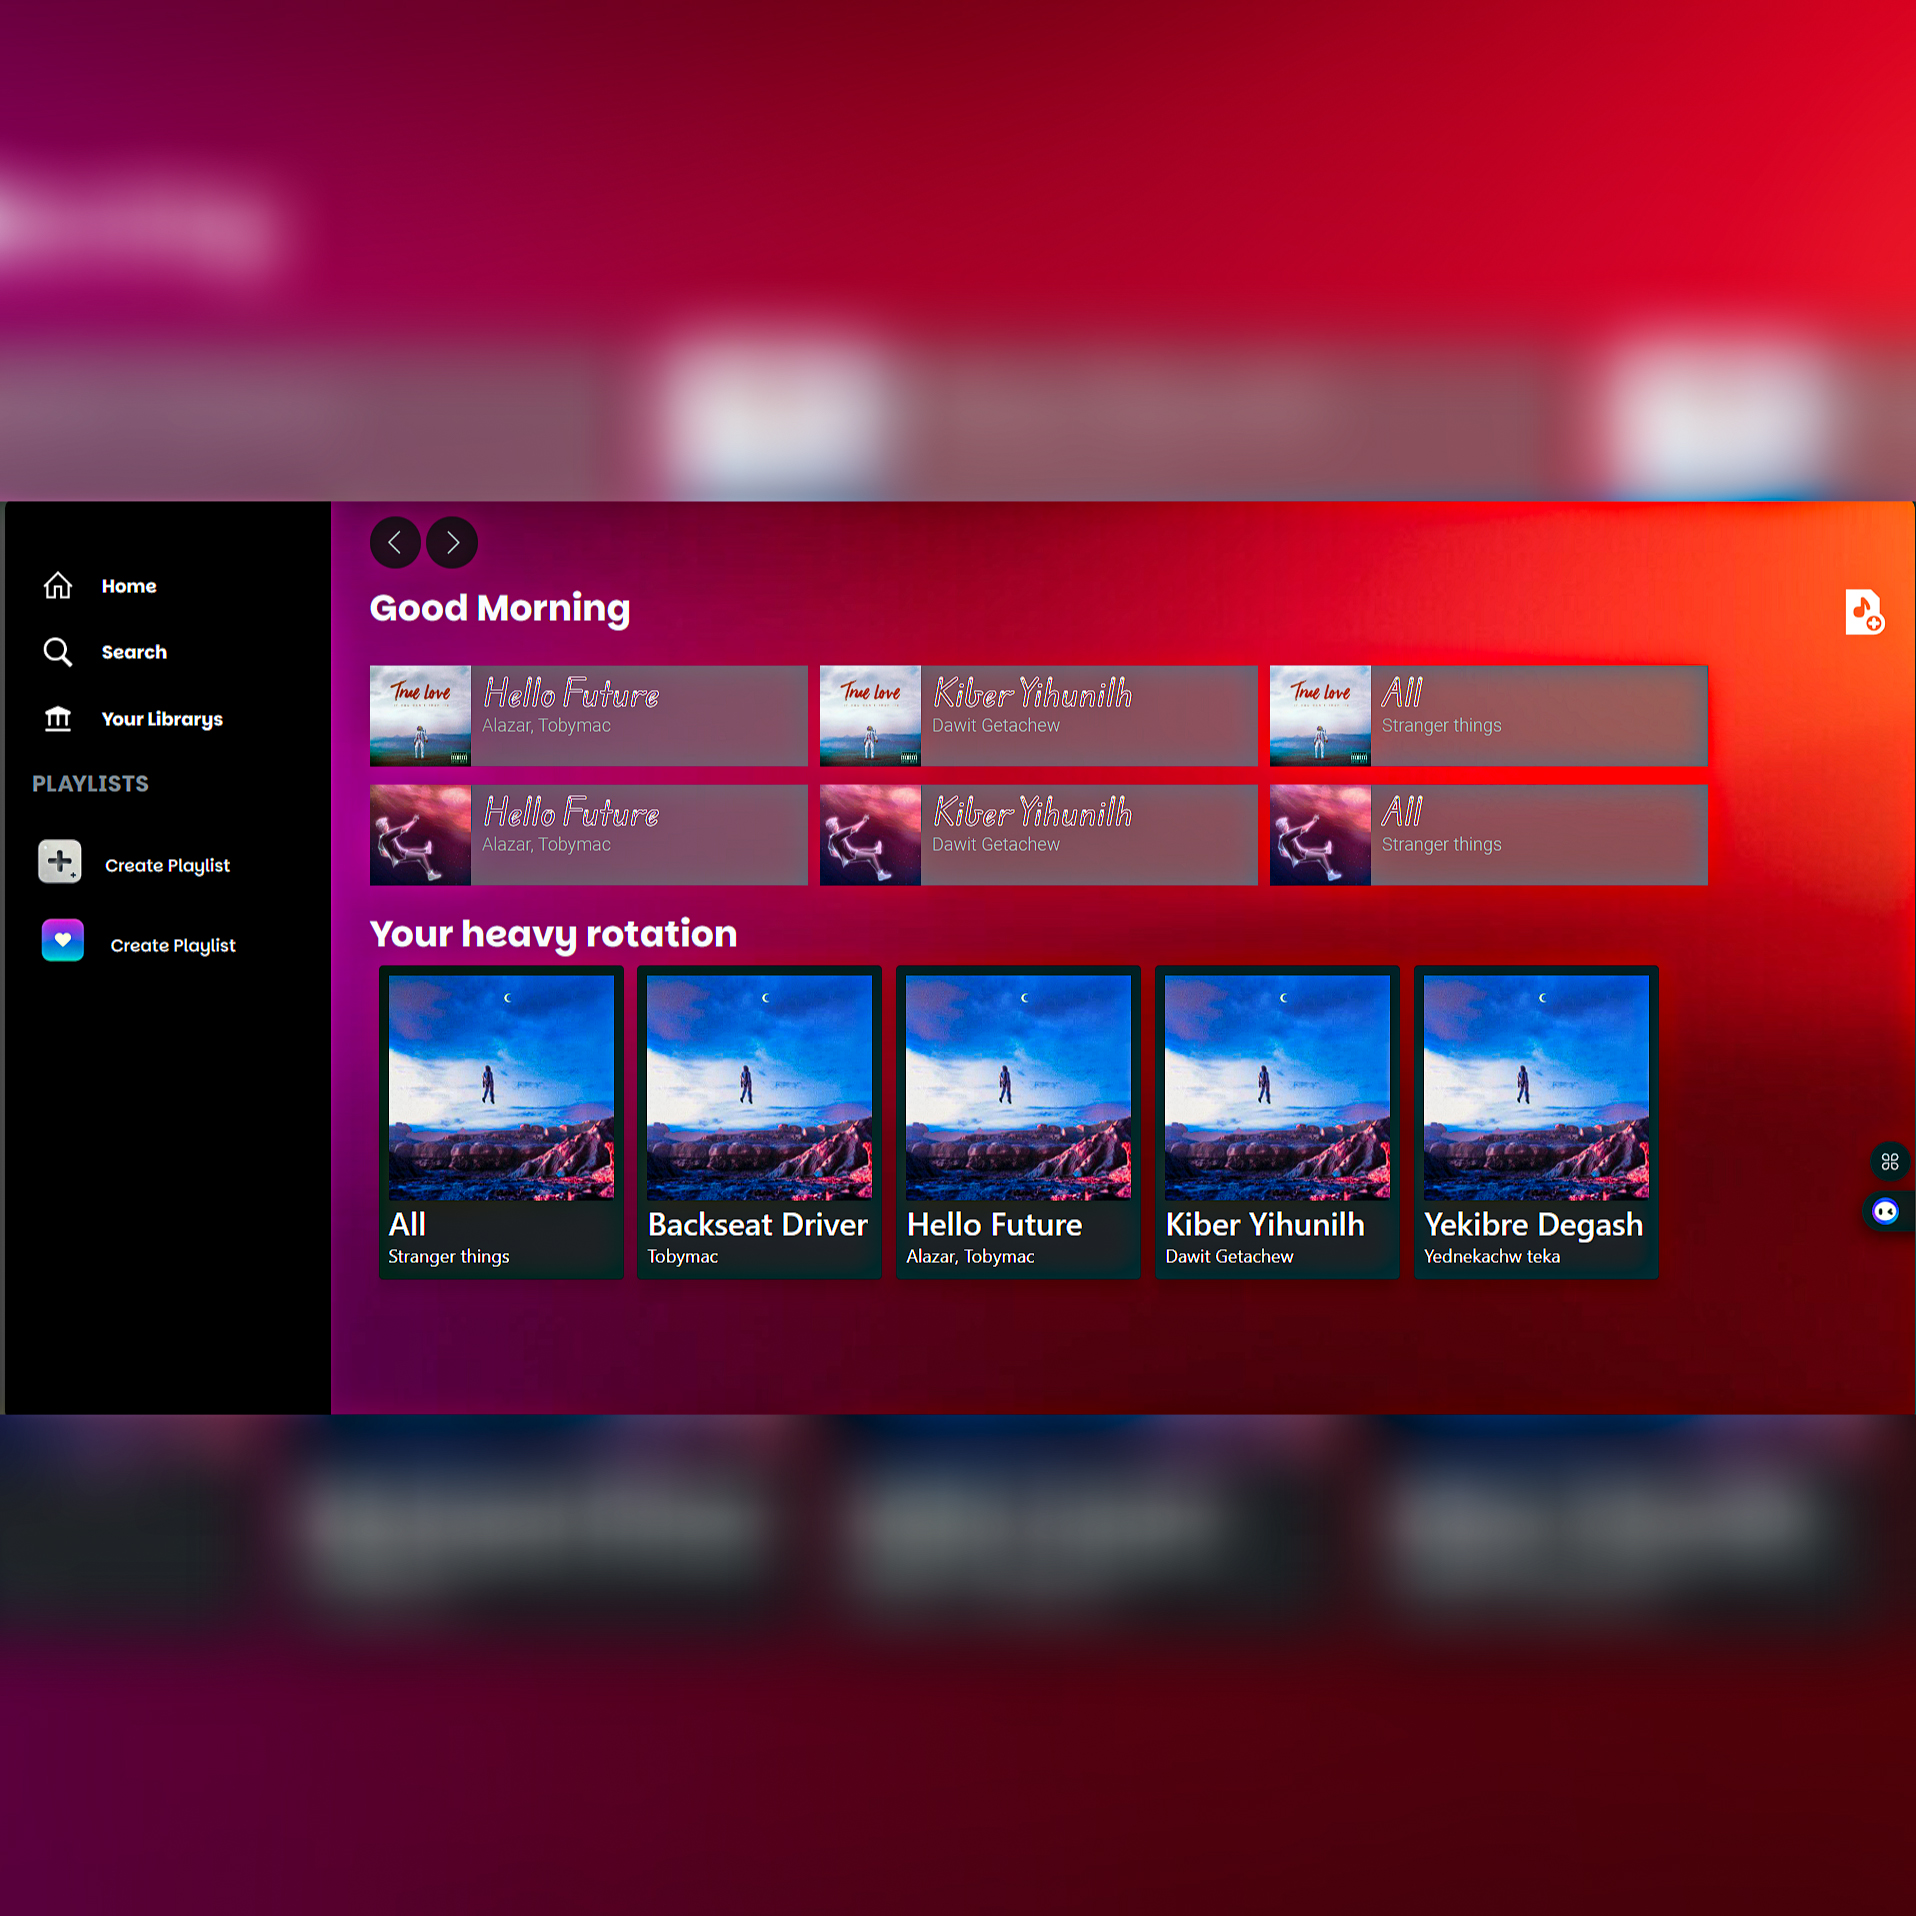 Home
Search
Your Librarys
PLAYLISTS
Create Playlist
Create Playlist
Good Morning
True love
Hello Future
Alazar, Tobymac
True love
Kiber Yihunilh
Dawit Getachew
True love
All
Stranger things
Hello Future
Alazar, Tobymac
Kiber Yihunilh
Dawit Getachew
All
Stranger things
Your heavy rotation
All
Stranger things
Backseat Driver
Tobymac
Hello Future
Alazar, Tobymac
Kiber Yihunilh
Dawit Getachew
Yekibre Degash
Yednekachw teka